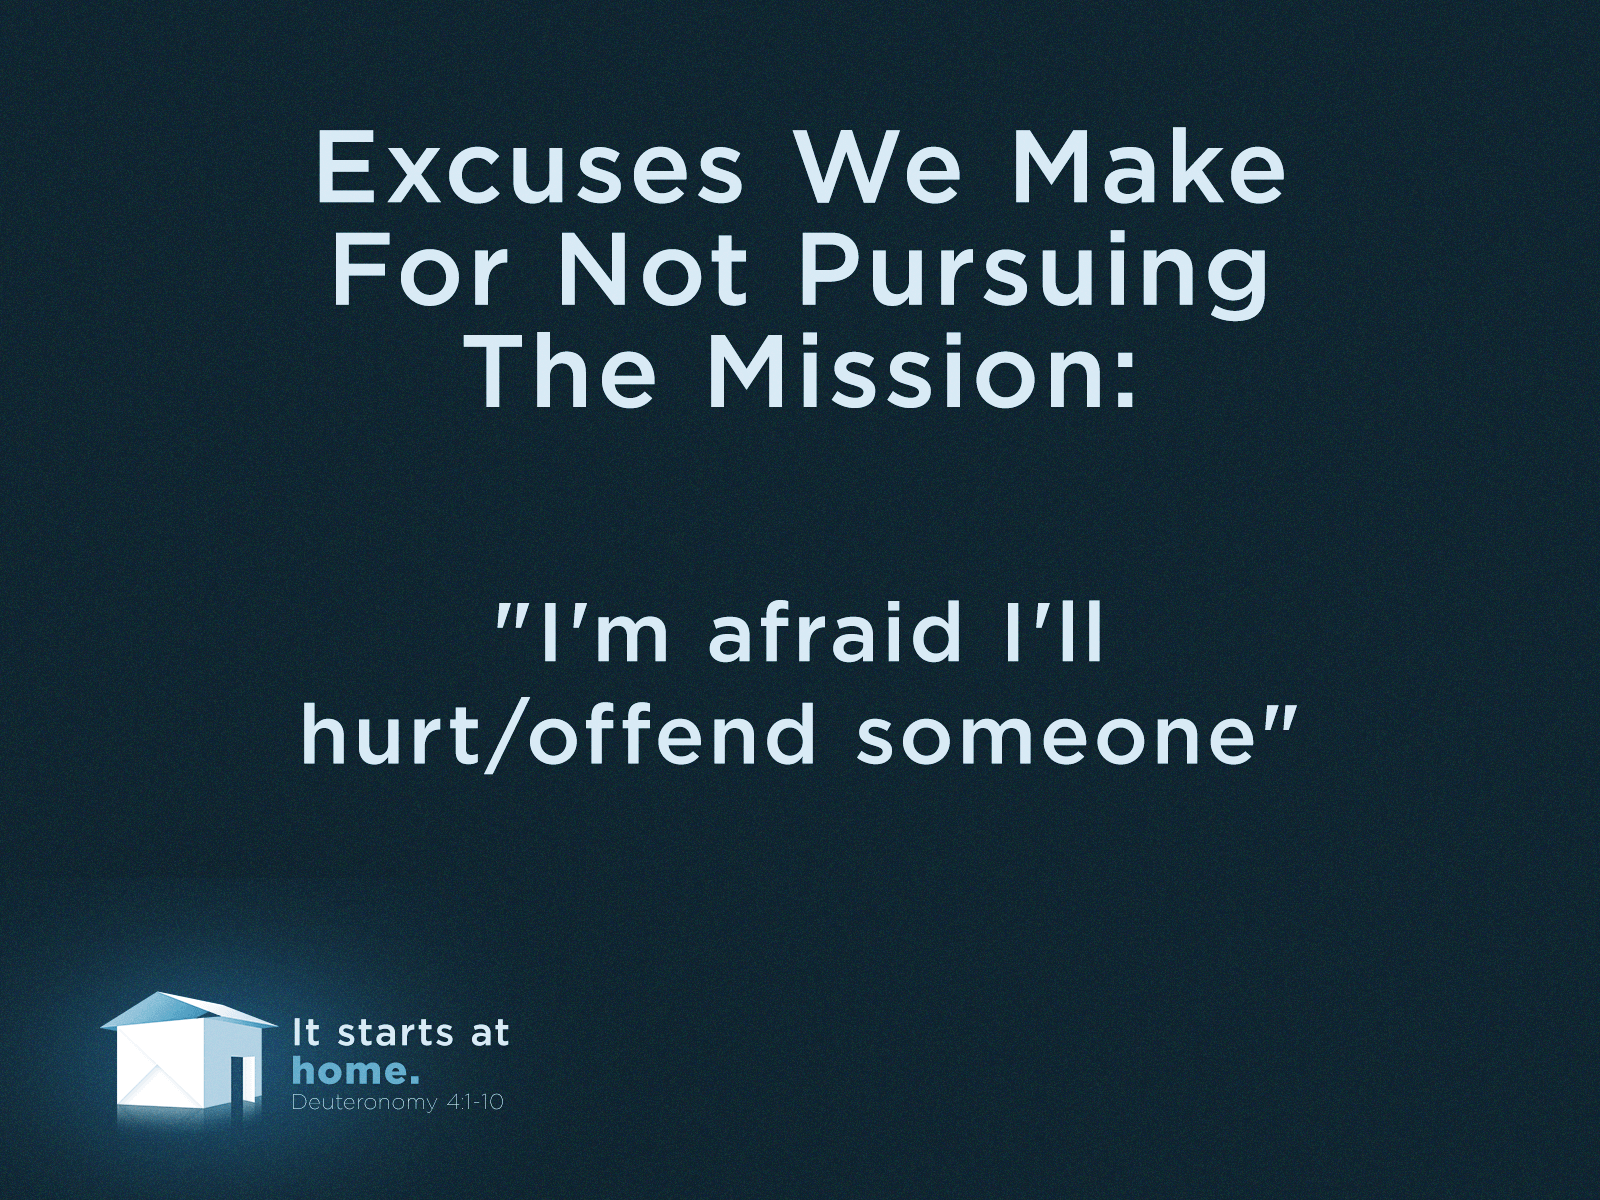 Excuses We Make
For Not Pursuing
The Mission:
"I'm afraid I'll
hurt/offend someone"
It starts at
home.
Deuteronomy 4:1-10